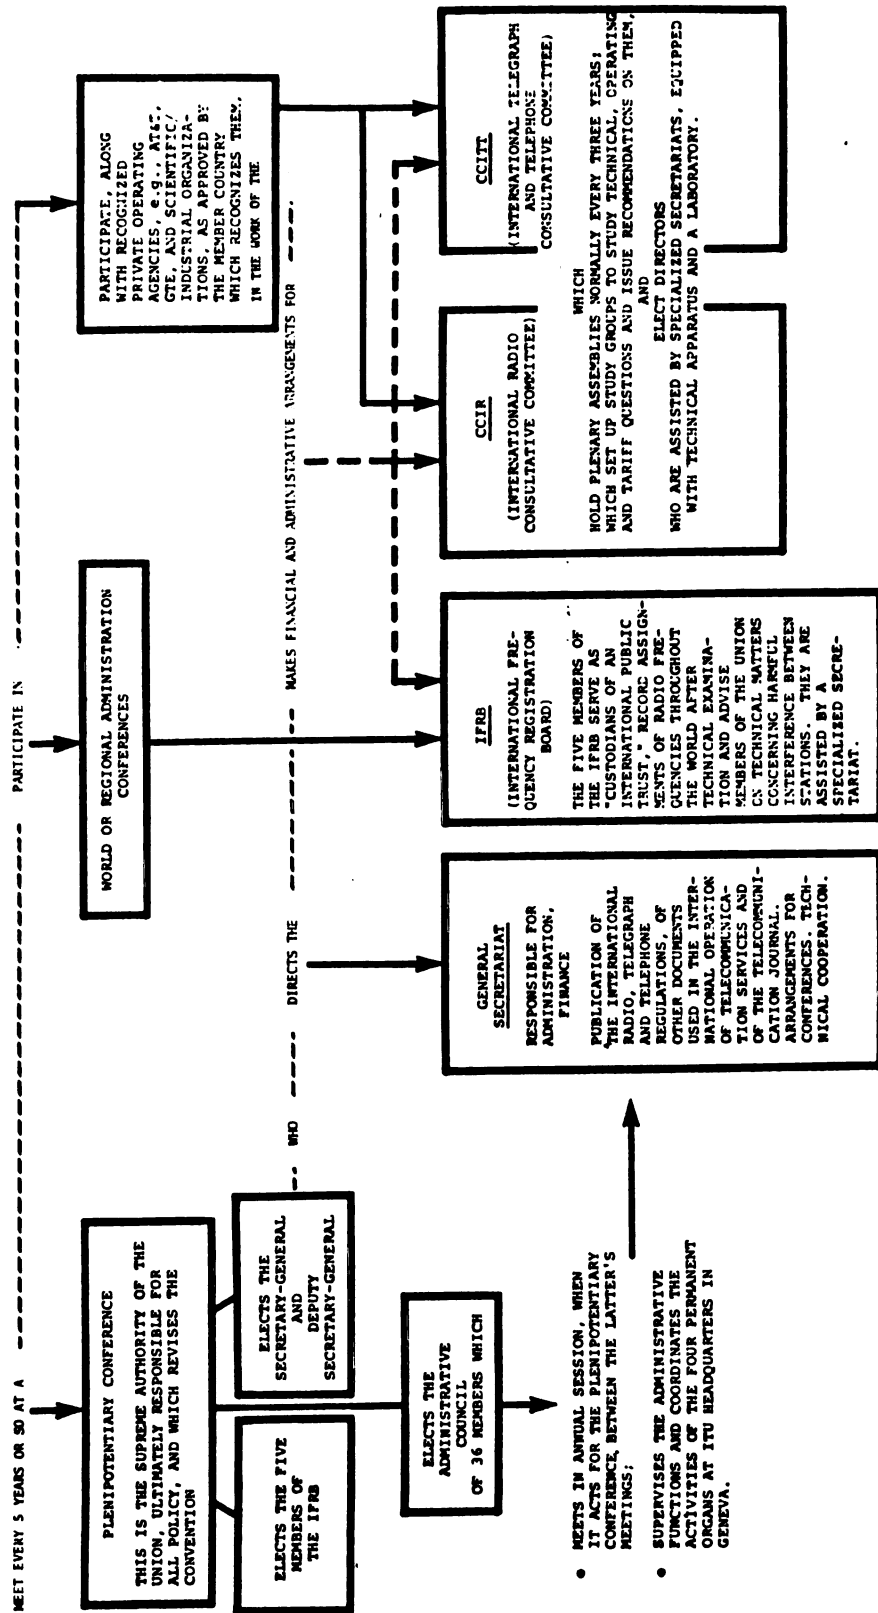 MEET EVERY 5 YEARS OR SO AT A
PARTICIPATE IN
PLENIPOTENTIARY CONFERENCE
THIS IS THE SUPREME AUTHORITY OF THE
UNION, ULTIMATELY RESPONSIBLE FOR
ALL POLICY, AND WHICH REVISES THE
CONVENTION
WORLD OR REGIONAL ADMINISTRATION
CONFERENCES
PARTICIPATE, ALONG
WITH RECOGNIZED
PRIVATE OPERATING
AGENCIES, e.g., AT&T,
GTE, AND SCIENTIFIC/
INDUSTRIAL ORGANIZA-
TIONS, AS APPROVED BY
THE MEMBER COUNTRY
WHICH RECOGNIZES THEM,
IN THE WORK OF THE
ELECTS THE FIVE
MEMBERS OF
THE IFRB
ELECTS THE
SECRETARY-GENERAL
AND
DEPUTY
SECRETARY-GENERAL
WHO
DIRECTS THE
MAKES FINANCIAL AND ADMINISTRATIVE ARRANGEMENTS FOR
ELECTS THE
ADMINISTRATIVE
COUNCIL
OF 36 MEMBERS WHICH
• MEETS IN ANNUAL SESSION, WHEN
IT ACTS FOR THE PLENIPOTENTIARY
CONFERENCE, BETWEEN THE LATTER'S
MEETINGS;
• SUPERVISES THE ADMINISTRATIVE
FUNCTIONS AND COORDINATES THE
ACTIVITIES OF THE FOUR PERMANENT
ORGANS AT ITU HEADQUARTERS IN
GENEVA.
GENERAL
SECRETARIAT
RESPONSIBLE FOR
ADMINISTRATION,
FINANCE
PUBLICATION OF
THE INTERNATIONAL
RADIO, TELEGRAPH
AND TELEPHONE
REGULATIONS, OF
OTHER DOCUMENTS
USED IN THE INTER-
NATIONAL OPERATION
OF TELECOMMUNICA-
TION SERVICES AND
OF THE TELECOMMUNI-
CATION JOURNAL.
ARRANGEMENTS FOR
CONFERENCES. TECH-
NICAL COOPERATION.
IFRB
(INTERNATIONAL FRE-
QUENCY REGISTRATION
BOARD)
THE FIVE MEMBERS OF
THE IFRB SERVE AS
"CUSTODIANS OF AN
INTERNATIONAL PUBLIC
TRUST," RECORD ASSIGN-
MENTS OF RADIO FRE-
QUENCIES THROUGHOUT
THE WORLD AFTER
TECHNICAL EXAMINA-
TION AND ADVISE
MEMBERS OF THE UNION
ON TECHNICAL MATTERS
CONCERNING HARMFUL
INTERFERENCE BETWEEN
STATIONS. THEY ARE
ASSISTED BY A
SPECIALIZED SECRE-
TARIAT.
CCIR
(INTERNATIONAL RADIO
CONSULTATIVE COMMITTEE)
CCITT
(INTERNATIONAL TELEGRAPH
AND TELEPHONE
CONSULTATIVE COMMITTEE)
WHICH
HOLD PLENARY ASSEMBLIES NORMALLY EVERY THREE YEARS;
WHICH SET UP STUDY GROUPS TO STUDY TECHNICAL, OPERATING
AND TARIFF QUESTIONS AND ISSUE RECOMMENDATIONS ON THEM,
AND
ELECT DIRECTORS
WHO ARE ASSISTED BY SPECIALIZED SECRETARIATS, EQUIPPED
WITH TECHNICAL APPARATUS AND A LABORATORY.